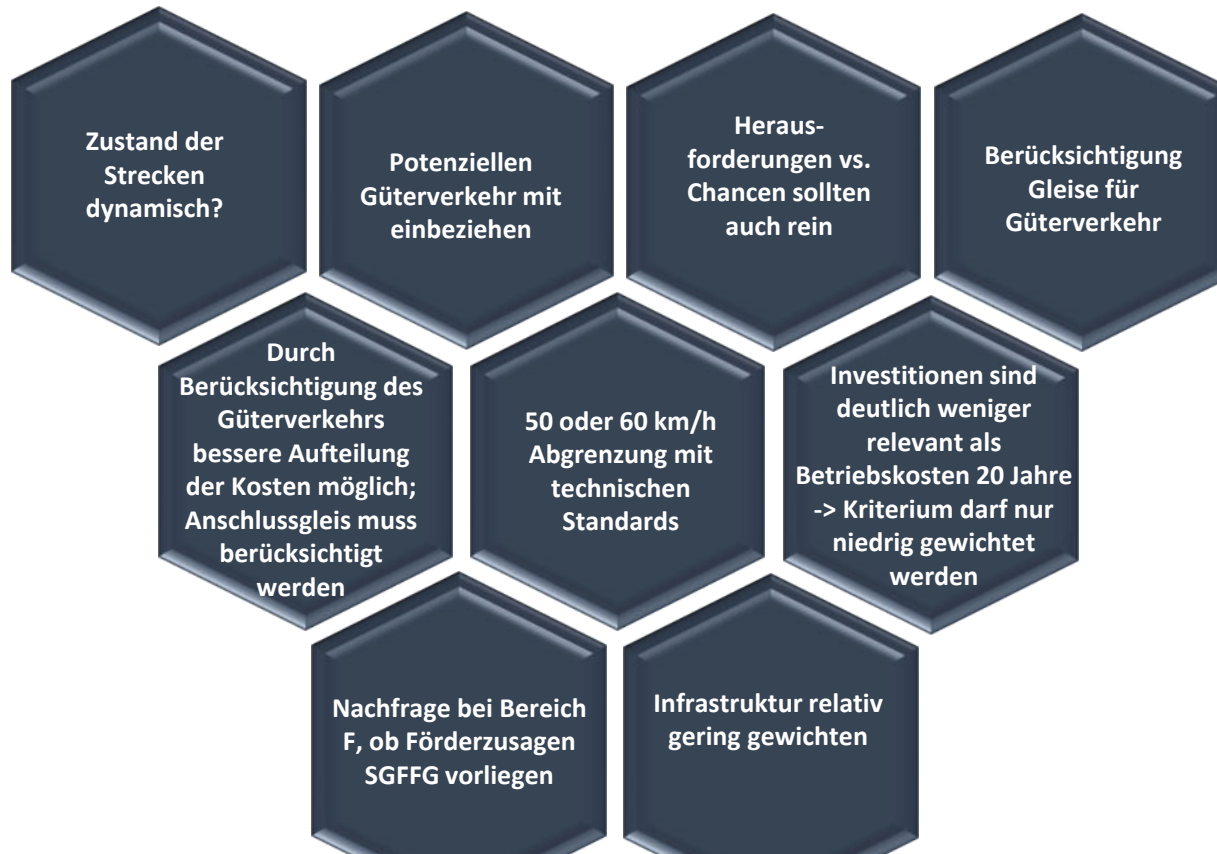 Zustand der
Strecken
dynamisch?
Potenziellen
Güterverkehr mit
einbeziehen
Heraus-
forderungen vs.
Chancen sollten
auch rein
Berücksichtigung
Gleise für
Güterverkehr
Durch
Berücksichtigung des
Güterverkehrs
bessere Aufteilung
der Kosten möglich;
Anschlussgleis muss
berücksichtigt
werden
50 oder 60 km/h
Abgrenzung mit
technischen
Standards
Investitionen sind
deutlich weniger
relevant als
Betriebskosten 20 Jahre
-> Kriterium darf nur
niedrig gewichtet
werden
Nachfrage bei Bereich
F, ob Förderzusagen
SGFFG vorliegen
Infrastruktur relativ
gering gewichten